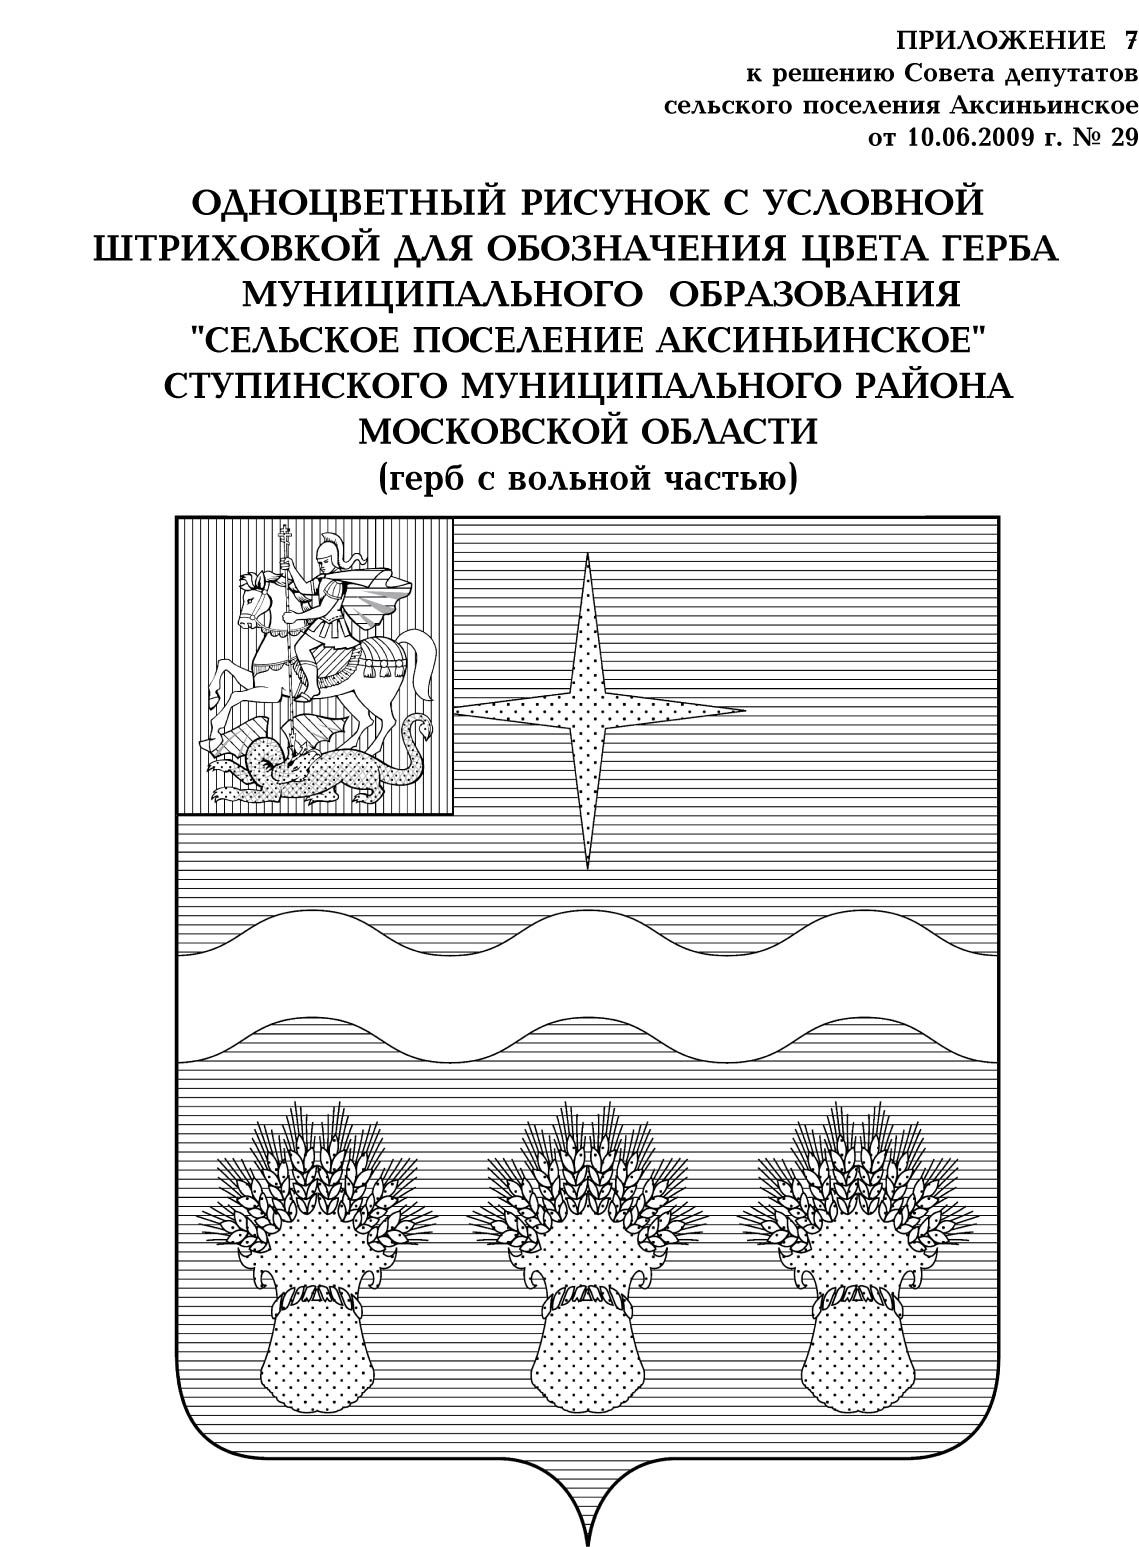 ПРИЛОЖЕНИЕ 7
к решению Совета депутатов
сельского поселения Аксиньинское
от 10.06.2009 г. № 29
ОДНОЦВЕТНЫЙ РИСУНОК С УСЛОВНОЙ
ШТРИХОВКОЙ ДЛЯ ОБОЗНАЧЕНИЯ ЦВЕТА ГЕРБА
МУНИЦИПАЛЬНОГО ОБРАЗОВАНИЯ
"СЕЛЬСКОЕ ПОСЕЛЕНИЕ АКСИНЬИНСКОЕ"
СТУПИНСКОГО МУНИЦИПАЛЬНОГО РАЙОНА
МОСКОВСКОЙ ОБЛАСТИ
(герб с вольной частью)